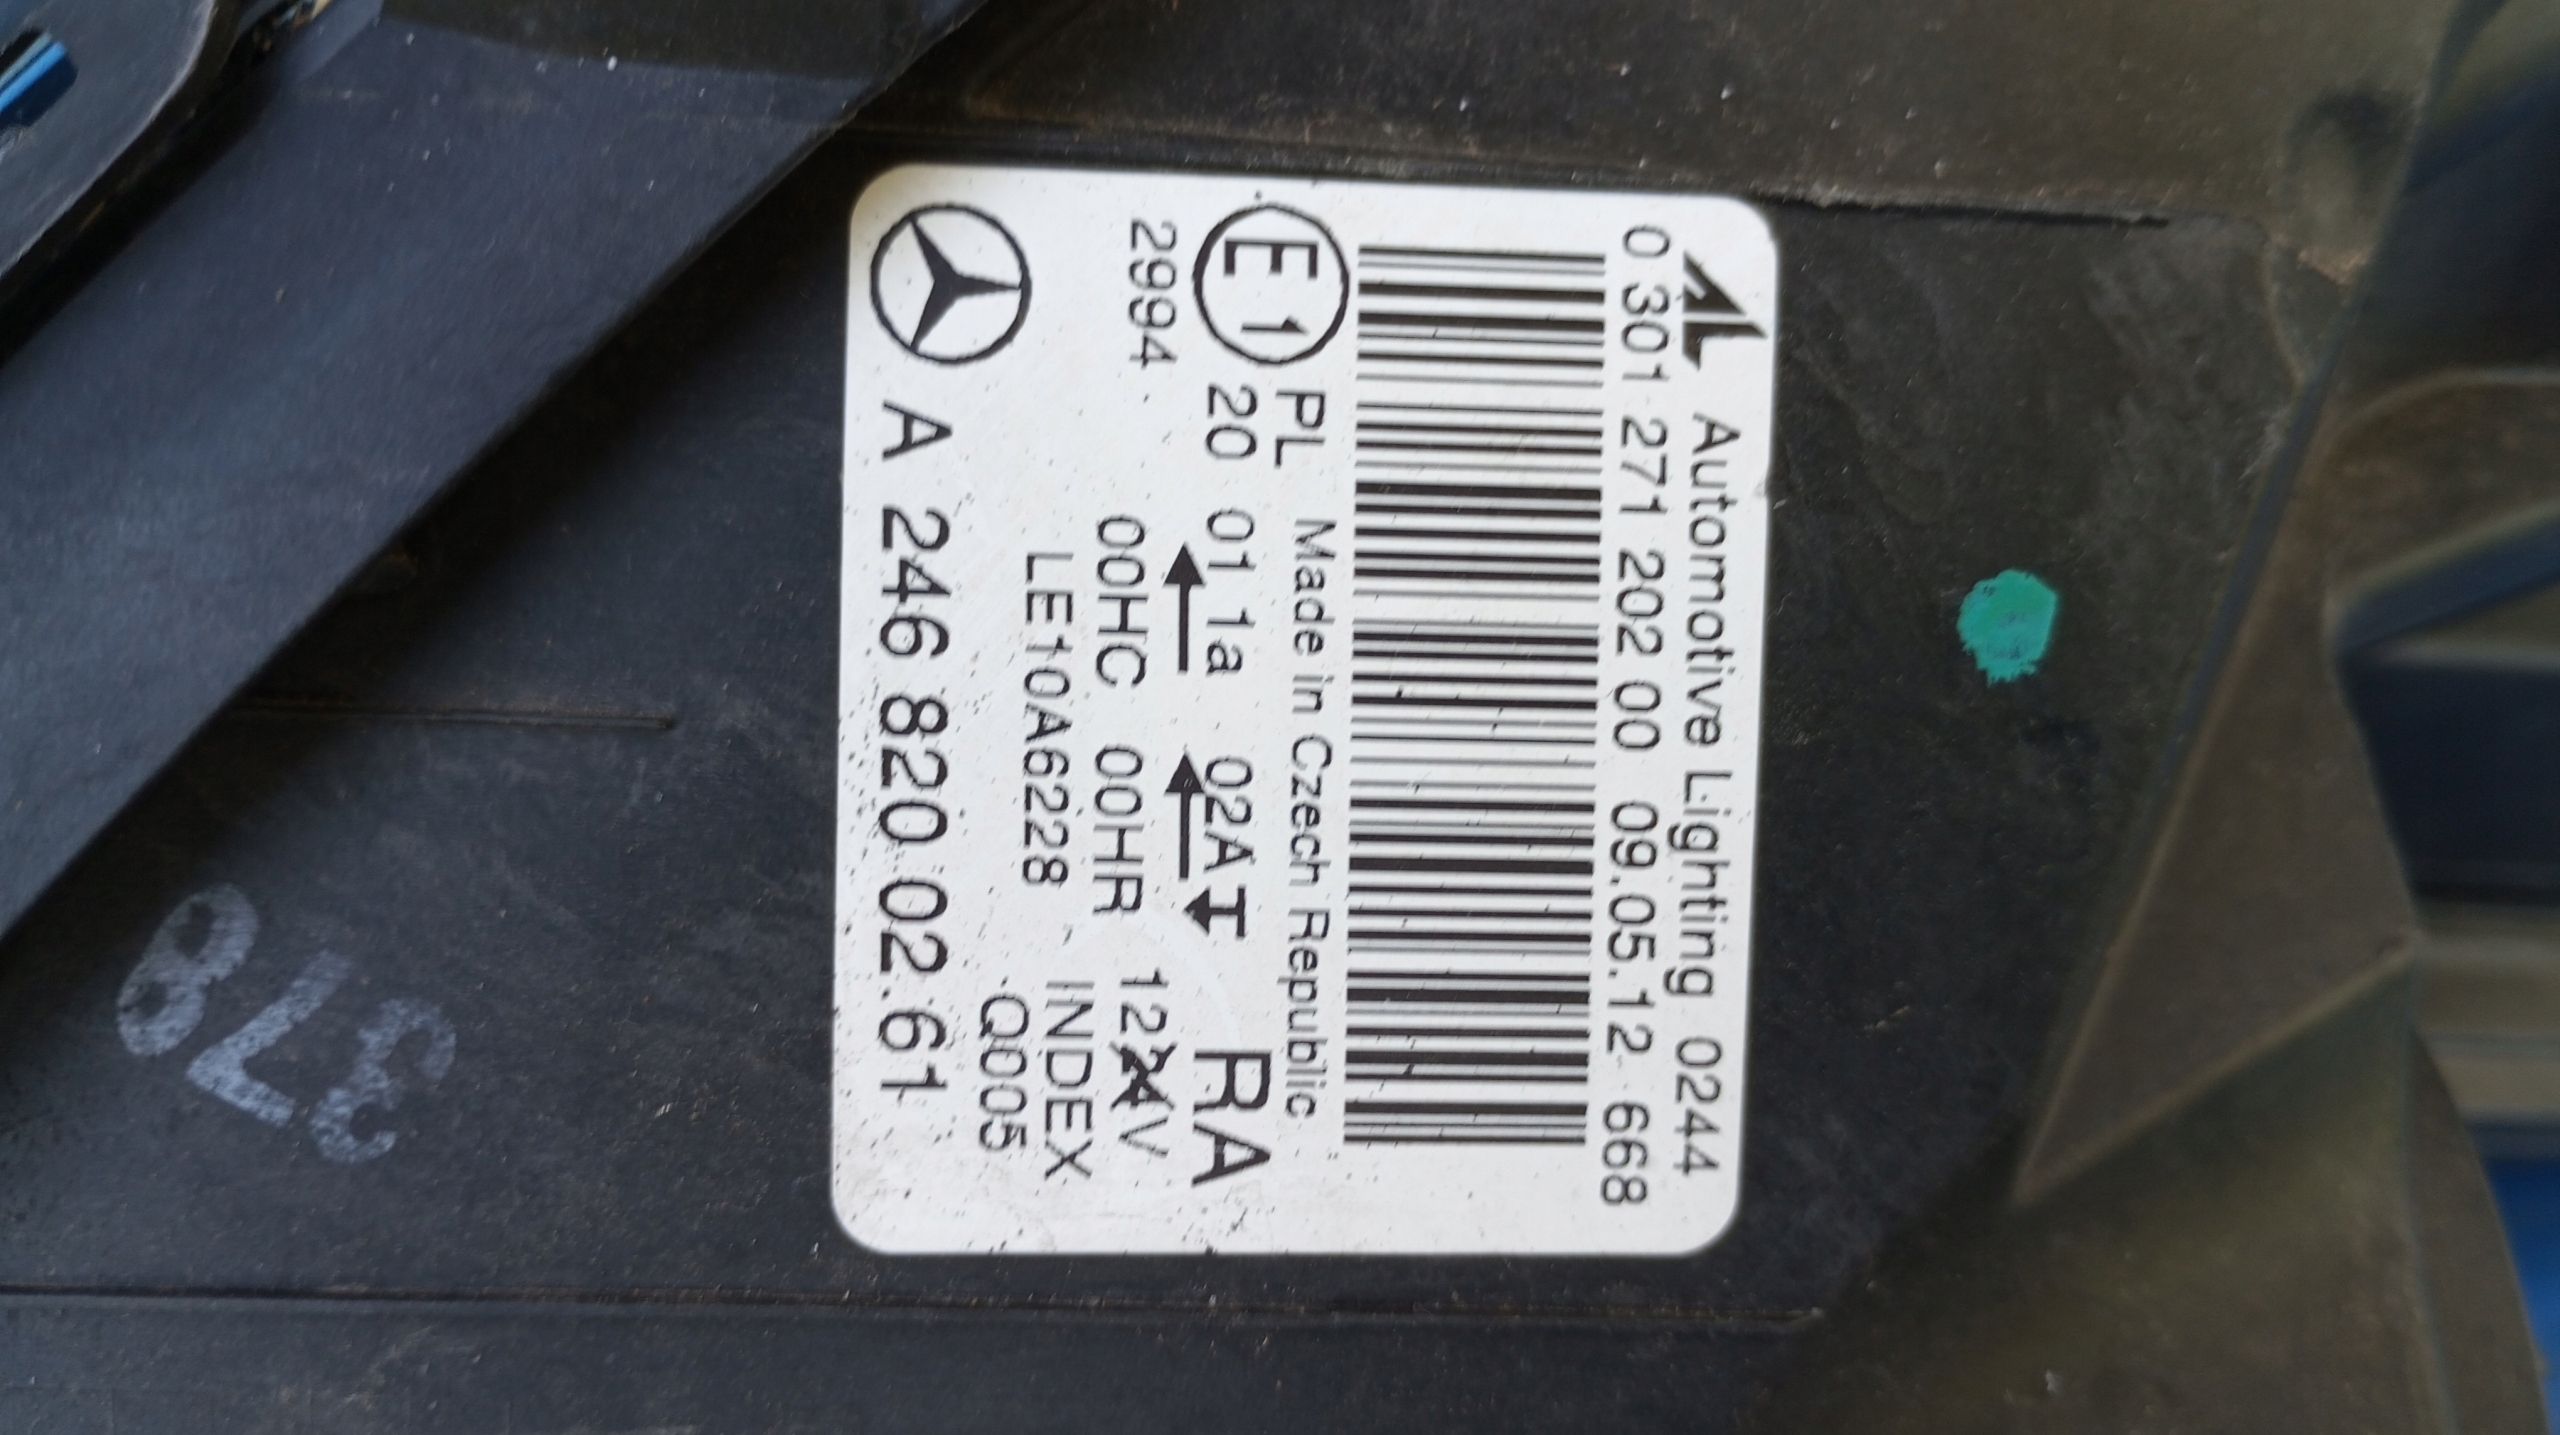 AL Automotive Lighting 0244
0 301 271 202 00 09.05.12 668
PL Made in Czech Republic
E1 20 01 1a 02A RA
2994 00HC 00HR 12V
LE10A6228 INDEX
Q005
A 246 820 02 61
378